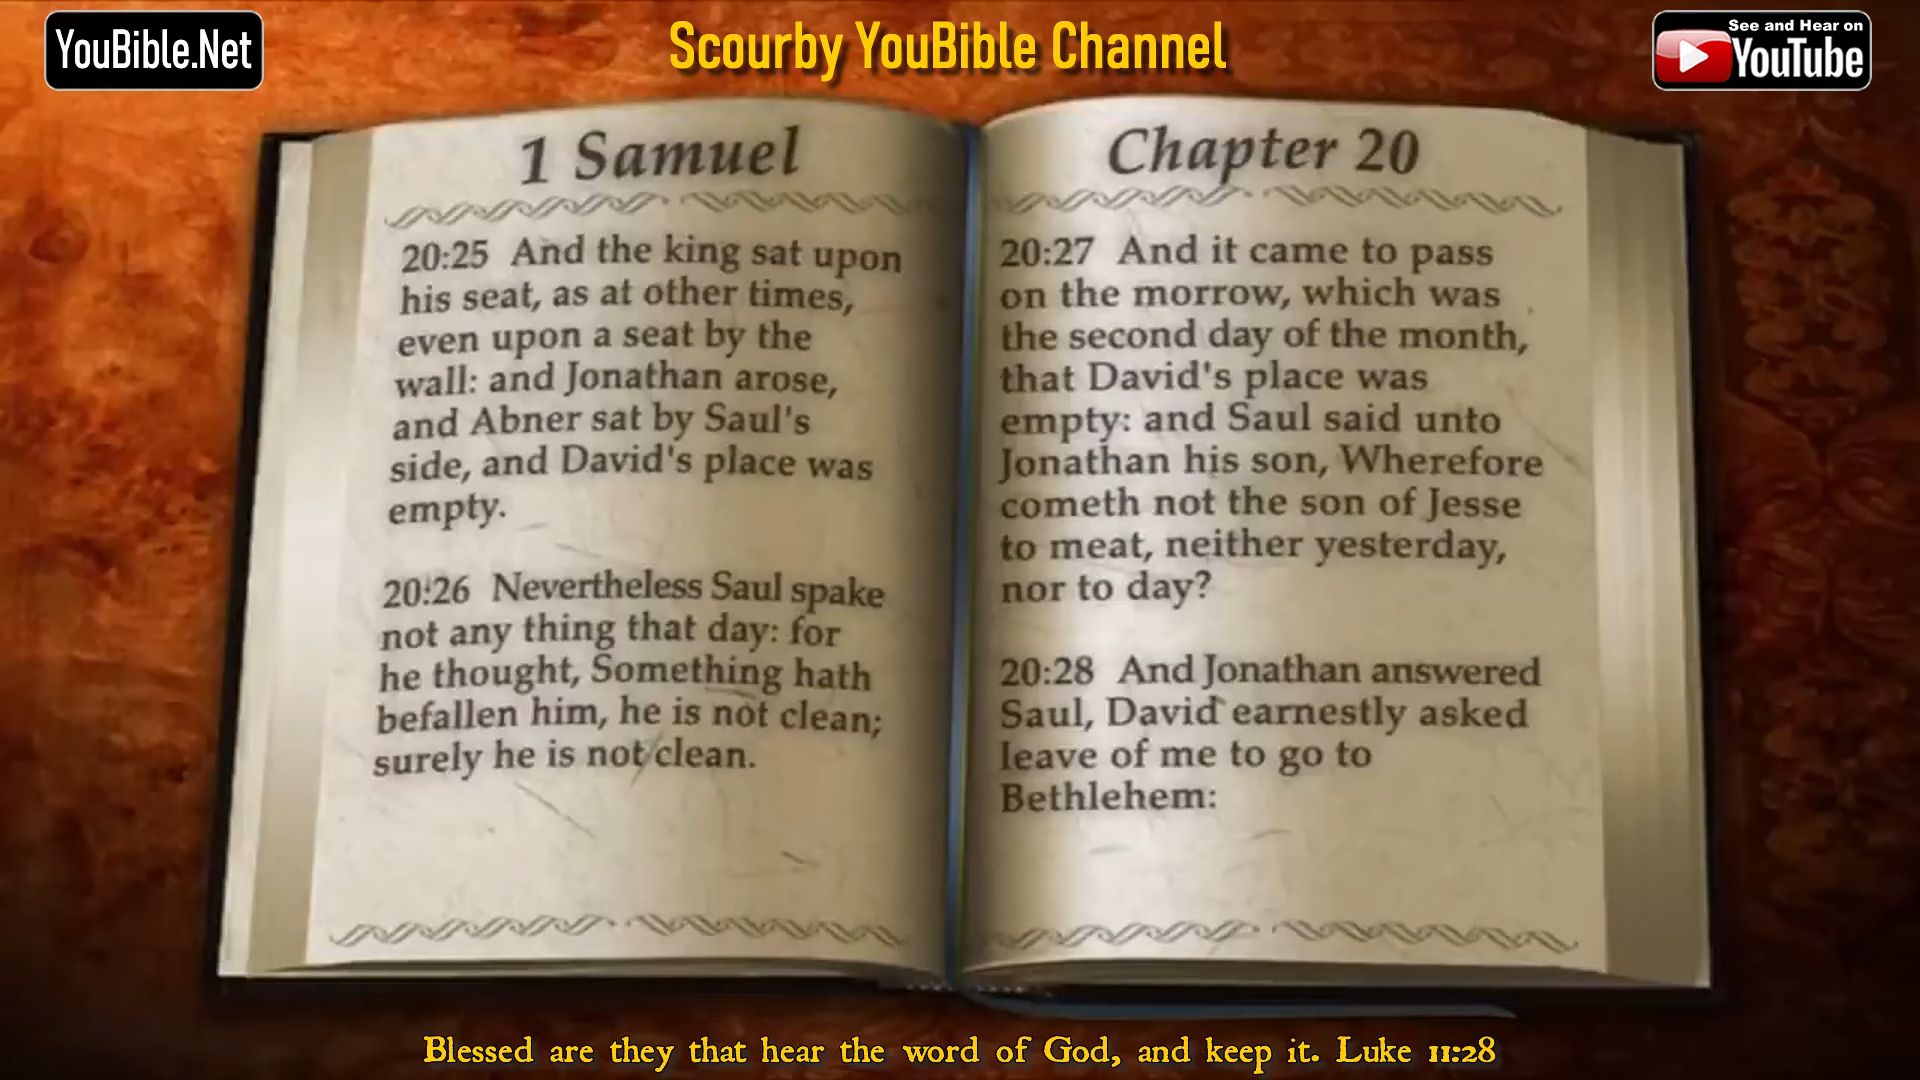 YouBible.Net
Scourby YouBible Channel
See and Hear on
YouTube
1 Samuel
20:25 And the king sat upon
his seat, as at other times,
even upon a seat by the
wall: and Jonathan arose,
and Abner sat by Saul's
side, and David's place was
empty.
20:26 Nevertheless Saul spake
not any thing that day: for
he thought, Something hath
befallen him, he is not clean;
surely he is not clean.
Chapter 20
20:27 And it came to pass
on the morrow, which was
the second day of the month,
that David's place was
empty: and Saul said unto
Jonathan his son, Wherefore
cometh not the son of Jesse
to meat, neither yesterday,
nor to day?
20:28 And Jonathan answered
Saul, David earnestly asked
leave of me to go to
Bethlehem:
Blessed are they that hear the word of God, and keep it. Luke 11:28